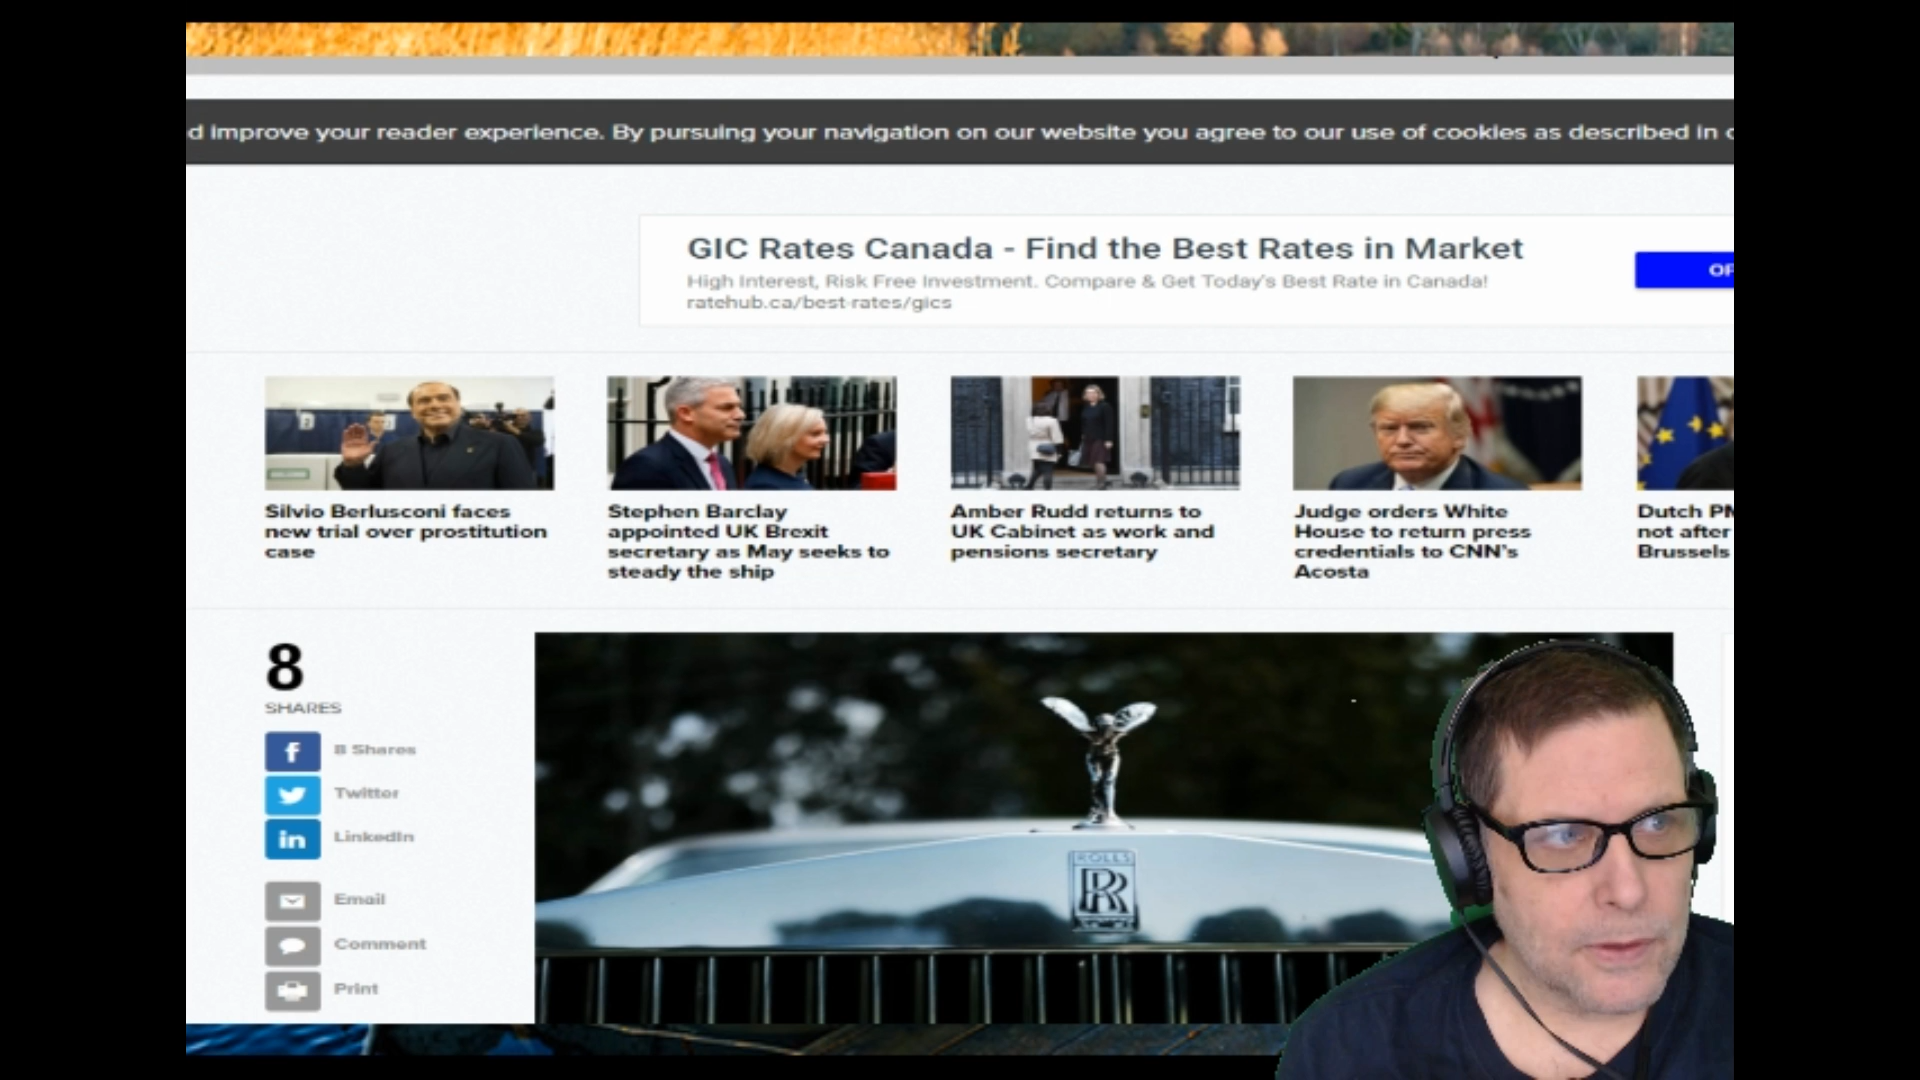 d improve your reader experience. By pursuing your navigation on our website you agree to our use of cookies as described in
GIC Rates Canada - Find the Best Rates in Market
High Interest, Risk Free Investment. Compare & Get Today's Best Rate in Canada!
ratehub.ca/best-rates/gics
OP
Silvio Berlusconi faces
new trial over prostitution
case
Stephen Barclay
appointed UK Brexit
secretary as May seeks to
steady the ship
Amber Rudd returns to
UK Cabinet as work and
pensions secretary
Judge orders White
House to return press
credentials to CNN's
Acosta
Dutch PM
not after
Brussels
8
SHARES
f
8 Shares
Twitter
in
LinkedIn
Email
Comment
Print
ROLLS
RR